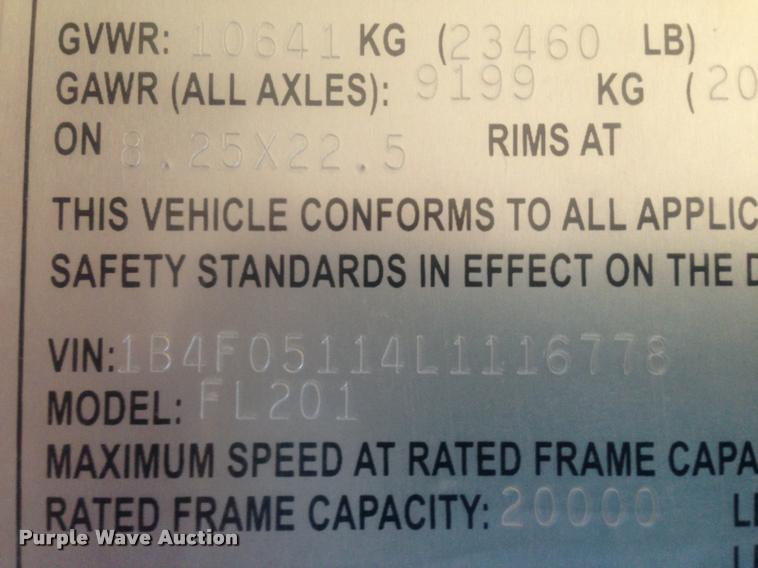 GVWR: 10641 KG (23460 LB)
GAWR (ALL AXLES): 9199 KG (20
ON 8.25X22.5 RIMS AT
THIS VEHICLE CONFORMS TO ALL APPLIC
SAFETY STANDARDS IN EFFECT ON THE D
VIN:1B4F05114L1116778
MODEL: FL201
MAXIMUM SPEED AT RATED FRAME CAPA
RATED FRAME CAPACITY: 20000 L
Purple Wave Auction